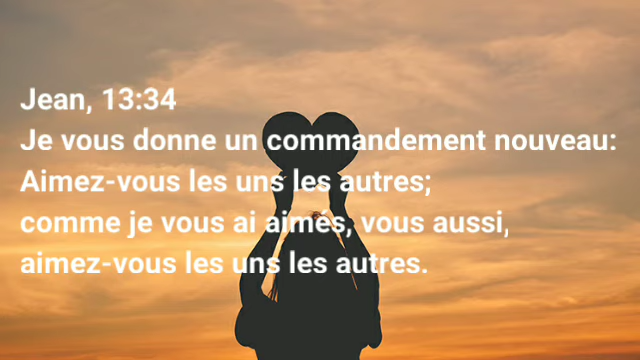 Jean, 13:34
Je vous donne un commandement nouveau:
Aimez-vous les uns les autres;
comme je vous ai aimés, vous aussi,
aimez-vous les uns les autres.